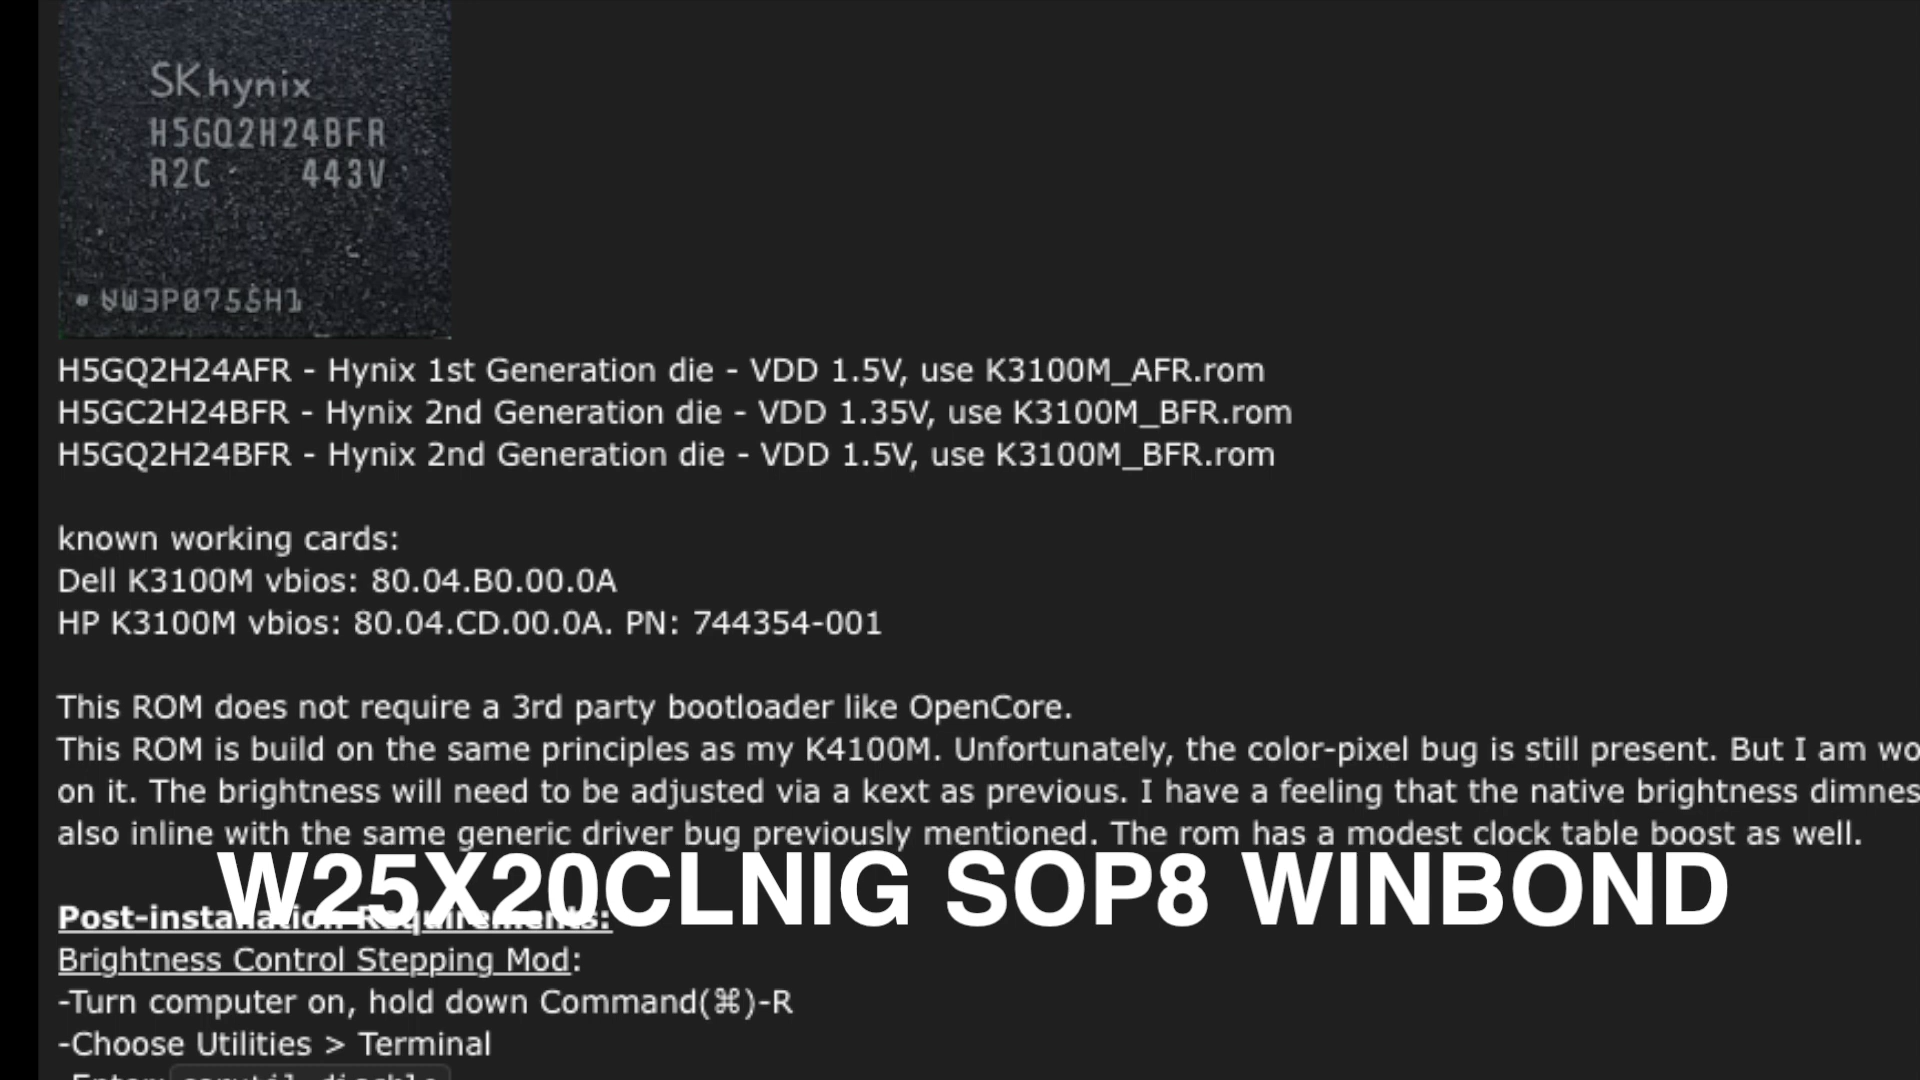 SKhynix
H5GQ2H24BFR
R2C 443V
H5GQ2H24AFR - Hynix 1st Generation die - VDD 1.5V, use K3100M_AFR.rom
H5GC2H24BFR - Hynix 2nd Generation die - VDD 1.35V, use K3100M_BFR.rom
H5GQ2H24BFR - Hynix 2nd Generation die - VDD 1.5V, use K3100M_BFR.rom
known working cards:
Dell K3100M vbios: 80.04.B0.00.0A
HP K3100M vbios: 80.04.CD.00.0A. PN: 744354-001
This ROM does not require a 3rd party bootloader like OpenCore.
This ROM is build on the same principles as my K4100M. Unfortunately, the color-pixel bug is still present. But I am wo
on it. The brightness will need to be adjusted via a kext as previous. I have a feeling that the native brightness dimnes
also inline with the same generic driver bug previously mentioned. The rom has a modest clock table boost as well.
W25X20CLNIG SOP8 WINBOND
Post-installation Requirements:
Brightness Control Stepping Mod:
-Turn computer on, hold down Command(⌘)-R
-Choose Utilities > Terminal